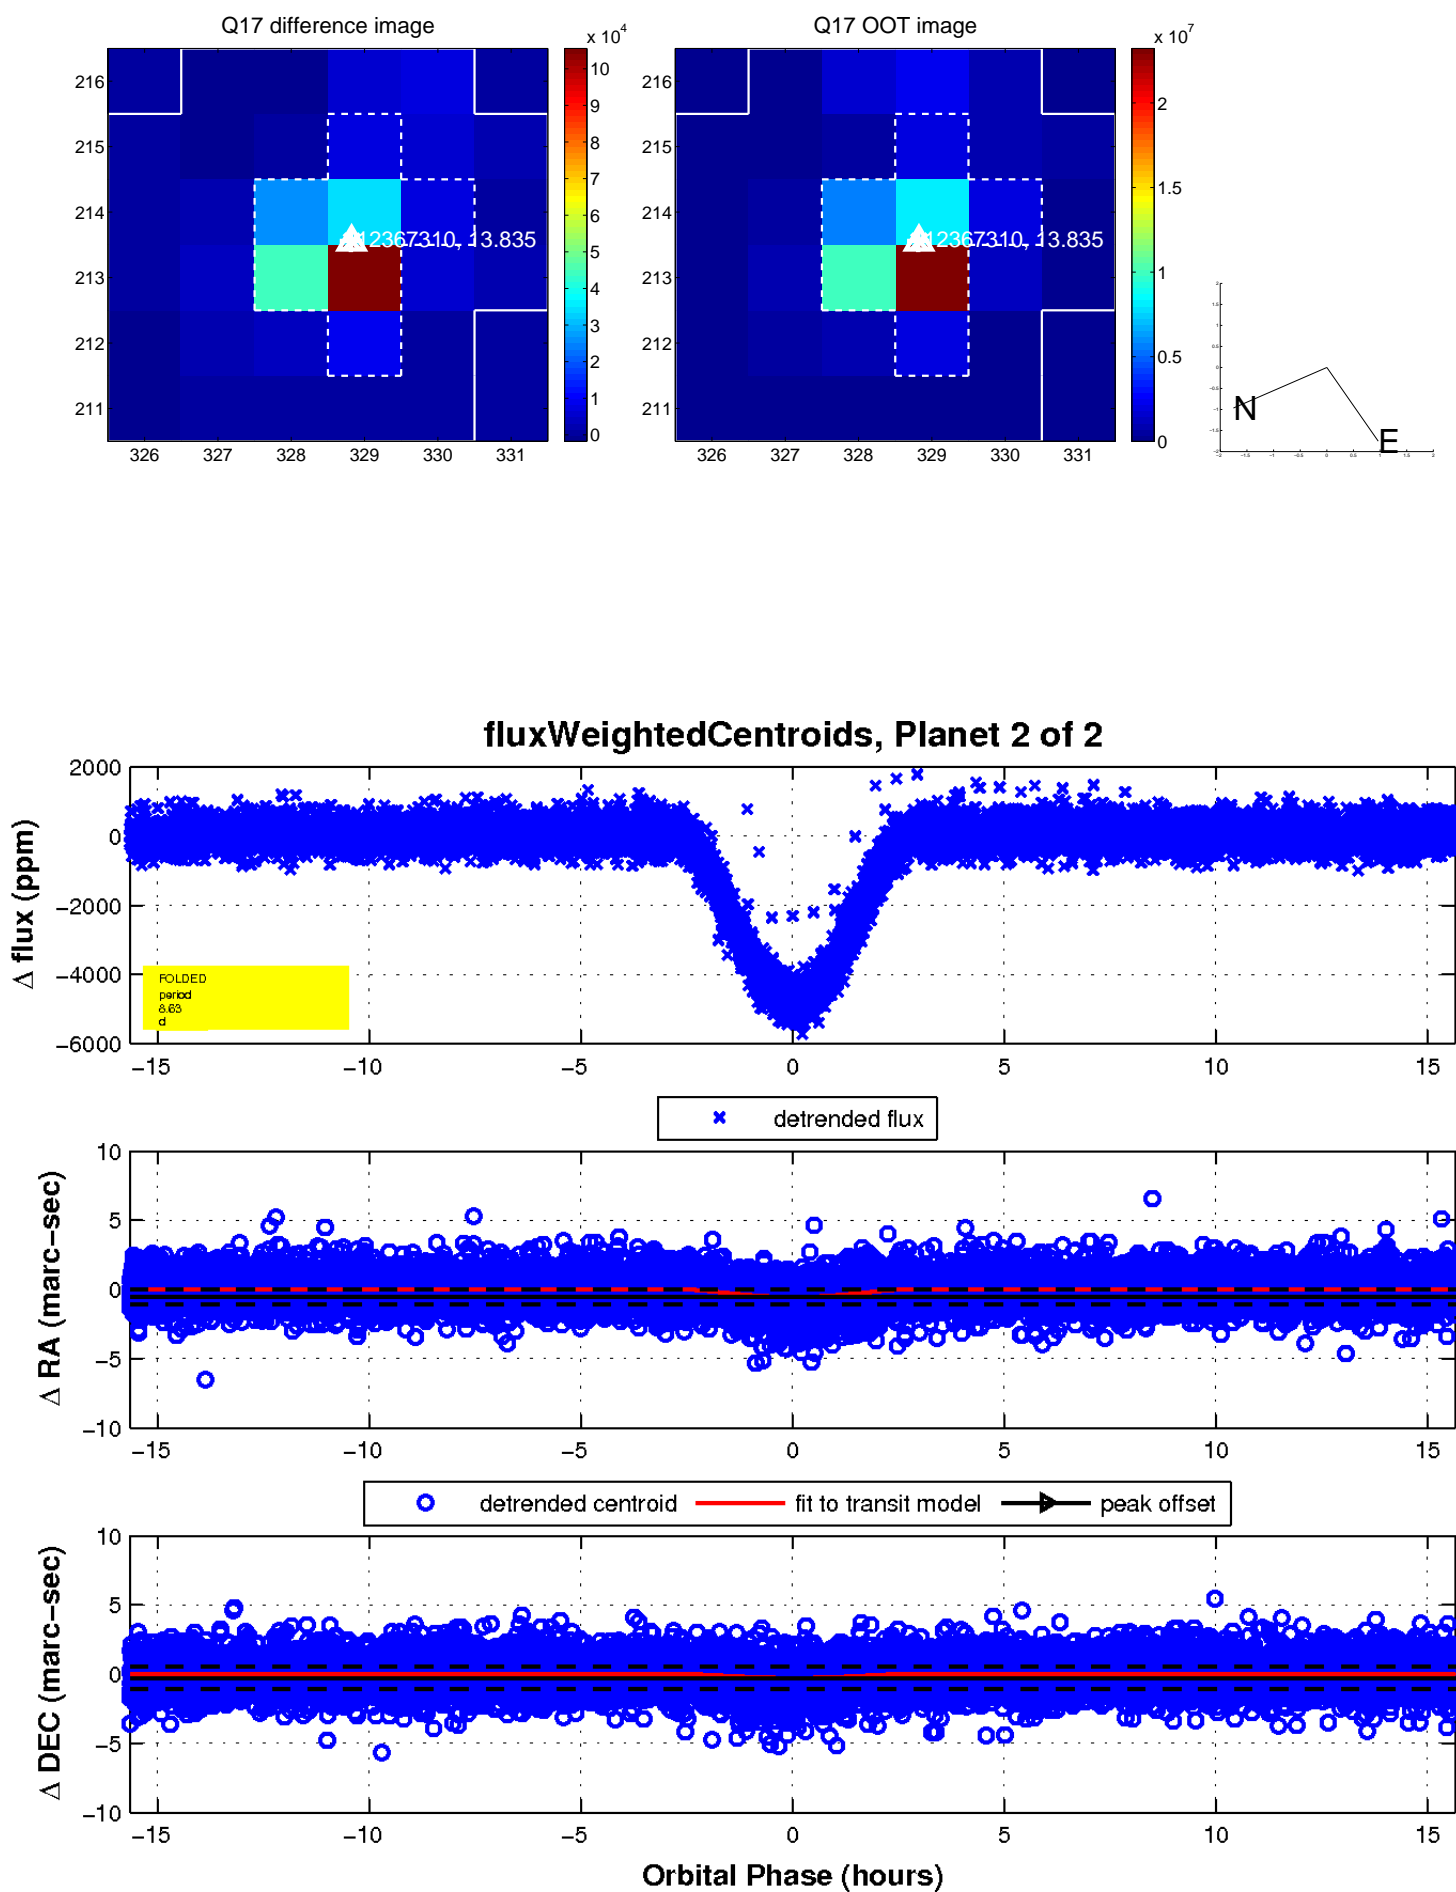 Q17 difference image
Q17 OOT image
x 10^4
x 10^7
216
215
214
213
212
211
326 327 328 329 330 331
10
9
8
7
6
5
4
3
2
1
0
12367310, 13.835
216
215
214
213
212
211
326 327 328 329 330 331
2
1.5
1
0.5
0
12367310, 13.835
N
E
fluxWeightedCentroids, Planet 2 of 2
Δ flux (ppm)
2000
0
−2000
−4000
−6000
FOLDED
period
8.63
d
−15 −10 −5 0 5 10 15
detrended flux
Δ RA (marc−sec)
10
5
0
−5
−10
−15 −10 −5 0 5 10 15
detrended centroid fit to transit model peak offset
Δ DEC (marc−sec)
10
5
0
−5
−10
−15 −10 −5 0 5 10 15
Orbital Phase (hours)